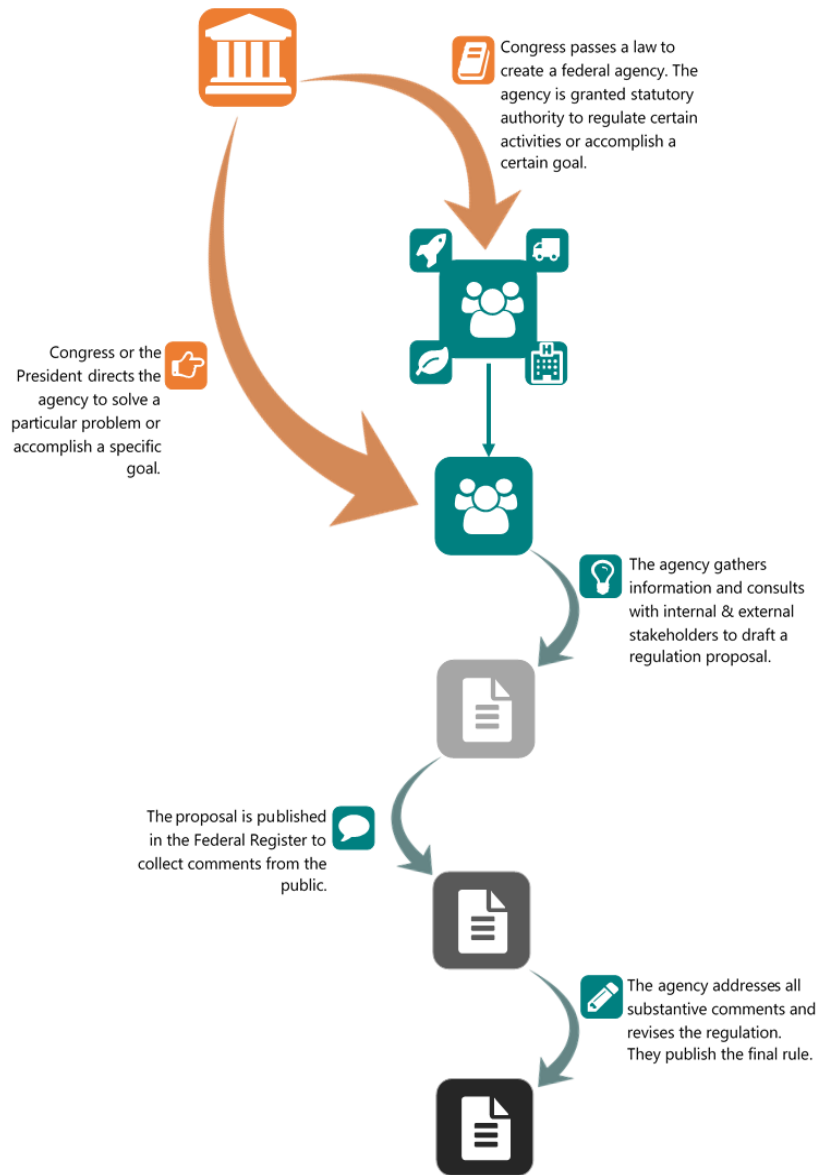 Congress passes a law to
create a federal agency. The
agency is granted statutory
authority to regulate certain
activities or accomplish a
certain goal.
H
Congress or the
President directs the
agency to solve a
particular problem or
accomplish a specific
goal.
The agency gathers
information and consults
with internal & external
stakeholders to draft a
regulation proposal.
The proposal is published
in the Federal Register to
collect comments from the
public.
The agency addresses all
substantive comments and
revises the regulation.
They publish the final rule.